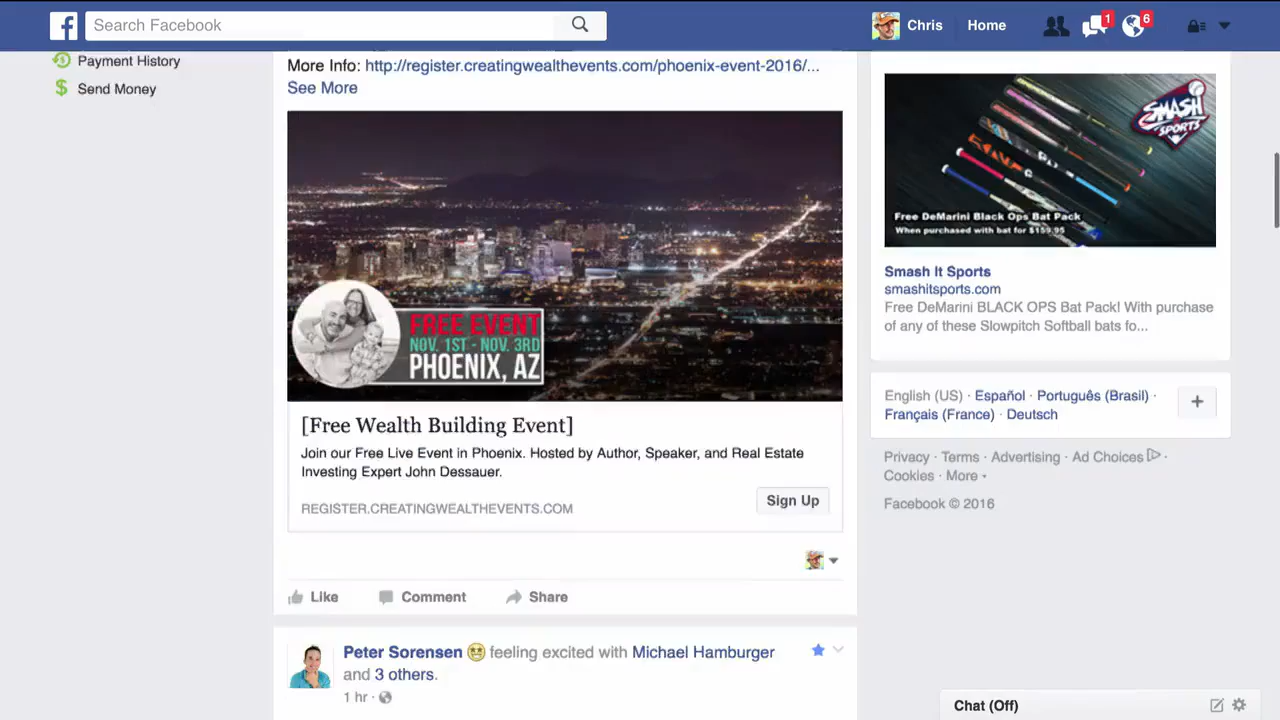 Search Facebook
Chris
Home
1
6
Payment History
Send Money
More Info: http://register.creatingwealthevents.com/phoenix-event-2016/...
See More
FREE EVENT
NOV. 1ST - NOV. 3RD
PHOENIX, AZ
[Free Wealth Building Event]
Join our Free Live Event in Phoenix. Hosted by Author, Speaker, and Real Estate
Investing Expert John Dessauer.
REGISTER.CREATINGWEALTHEVENTS.COM
Sign Up
Like
Comment
Share
Peter Sorensen feeling excited with Michael Hamburger
and 3 others.
1 hr ·
SMASH
IT SPORTS
Free DeMarini Black Ops Bat Pack
When purchased with bat for $159.95
Smash It Sports
smashitsports.com
Free DeMarini BLACK OPS Bat Pack! With purchase
of any of these Slowpitch Softball bats fo...
English (US) · Español · Português (Brasil) ·
Français (France) · Deutsch
+
Privacy · Terms · Advertising · Ad Choices ·
Cookies · More
Facebook © 2016
Chat (Off)